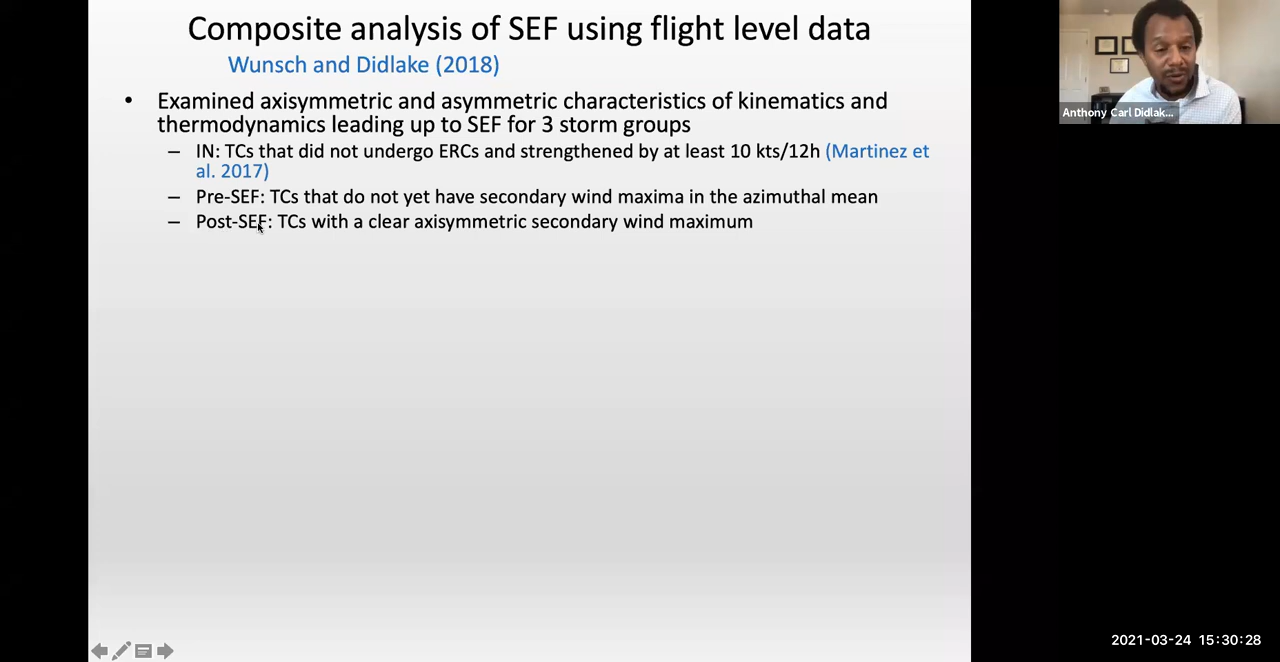 Composite analysis of SEF using flight level data
Wunsch and Didlake (2018)
• Examined axisymmetric and asymmetric characteristics of kinematics and
thermodynamics leading up to SEF for 3 storm groups
– IN: TCs that did not undergo ERCs and strengthened by at least 10 kts/12h (Martinez et
al. 2017)
– Pre-SEF: TCs that do not yet have secondary wind maxima in the azimuthal mean
– Post-SEF: TCs with a clear axisymmetric secondary wind maximum
Anthony Carl Didlak...
2021-03-24 15:30:28